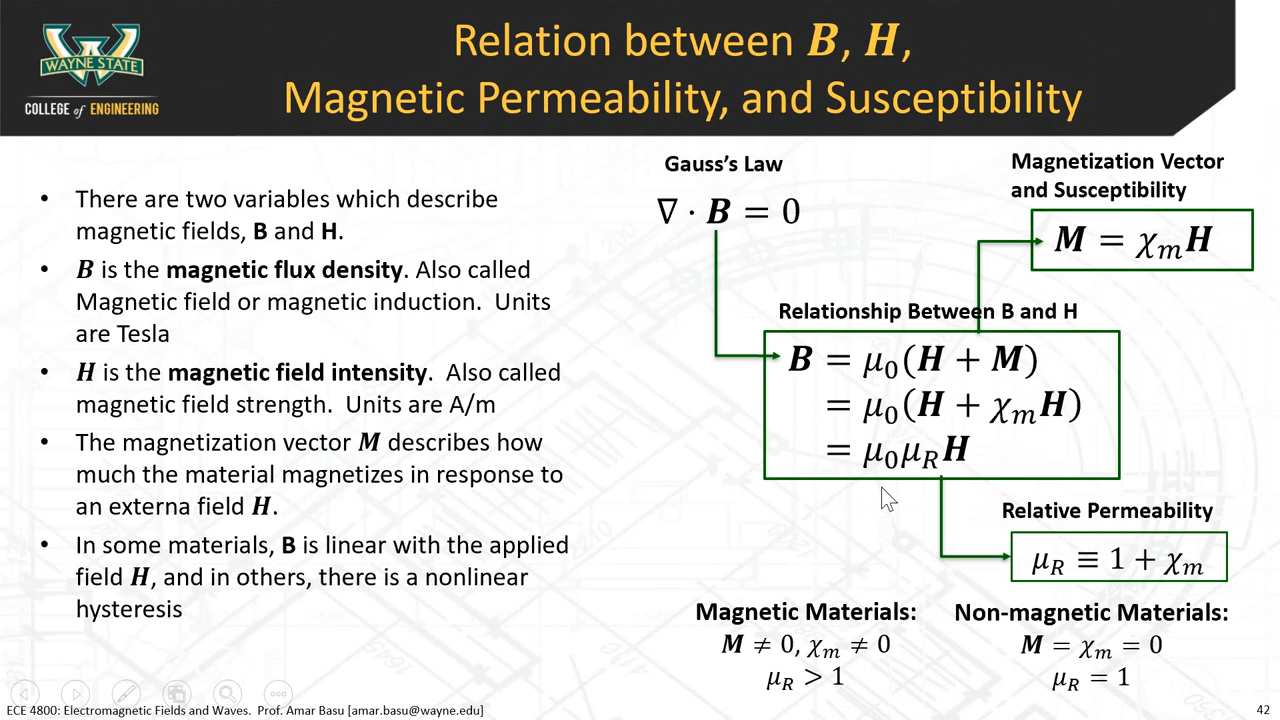 WAYNE STATE
COLLEGE of ENGINEERING
Relation between B, H,
Magnetic Permeability, and Susceptibility
• There are two variables which describe
magnetic fields, B and H.
• B is the magnetic flux density. Also called
Magnetic field or magnetic induction. Units
are Tesla
• H is the magnetic field intensity. Also called
magnetic field strength. Units are A/m
• The magnetization vector M describes how
much the material magnetizes in response to
an externa field H.
• In some materials, B is linear with the applied
field H, and in others, there is a nonlinear
hysteresis
Gauss's Law
∇ · B = 0
Magnetization Vector
and Susceptibility
M = χₘH
Relationship Between B and H
B = μ₀(H + M)
= μ₀(H + χₘH)
= μ₀μ_R H
Relative Permeability
μ_R ≡ 1 + χₘ
Magnetic Materials:
M ≠ 0, χₘ ≠ 0
μ_R > 1
Non-magnetic Materials:
M = χₘ = 0
μ_R = 1
ECE 4800: Electromagnetic Fields and Waves. Prof. Amar Basu [amar.basu@wayne.edu]
42